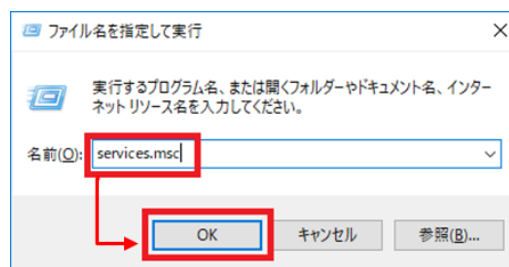 ファイル名を指定して実行
実行するプログラム名、または開くフォルダーやドキュメント名、インター
ネット リソース名を入力してください。
名前(O): services.msc
OK キャンセル 参照(B)...